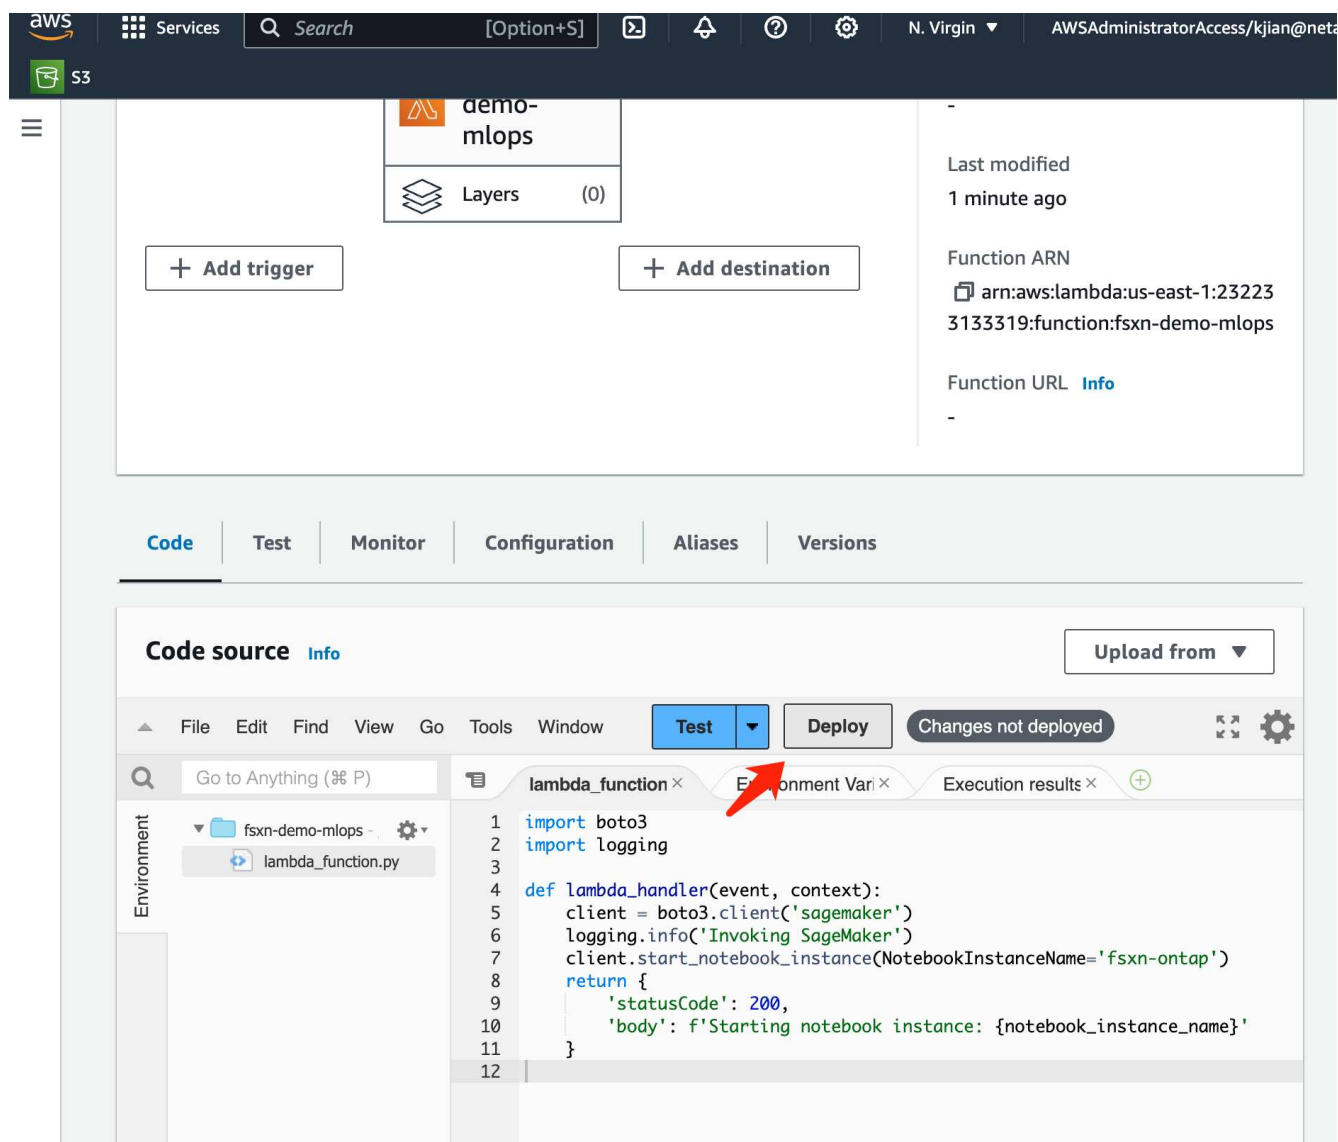 aws Services Search [Option+S] N. Virgin AWSAdministratorAccess/kjian@neta
S3
demo-
mlops
Layers (0)
+ Add trigger
+ Add destination
-
Last modified
1 minute ago
Function ARN
arn:aws:lambda:us-east-1:23223
3133319:function:fsxn-demo-mlops
Function URL Info
-
Code Test Monitor Configuration Aliases Versions
Code source Info Upload from
File Edit Find View Go Tools Window Test Deploy Changes not deployed
Go to Anything (⌘ P) lambda_function × Environment Vari × Execution results ×
Environment
fsxn-demo-mlops -
lambda_function.py
1 import boto3
2 import logging
3
4 def lambda_handler(event, context):
5     client = boto3.client('sagemaker')
6     logging.info('Invoking SageMaker')
7     client.start_notebook_instance(NotebookInstanceName='fsxn-ontap')
8     return {
9         'statusCode': 200,
10         'body': f'Starting notebook instance: {notebook_instance_name}'
11     }
12